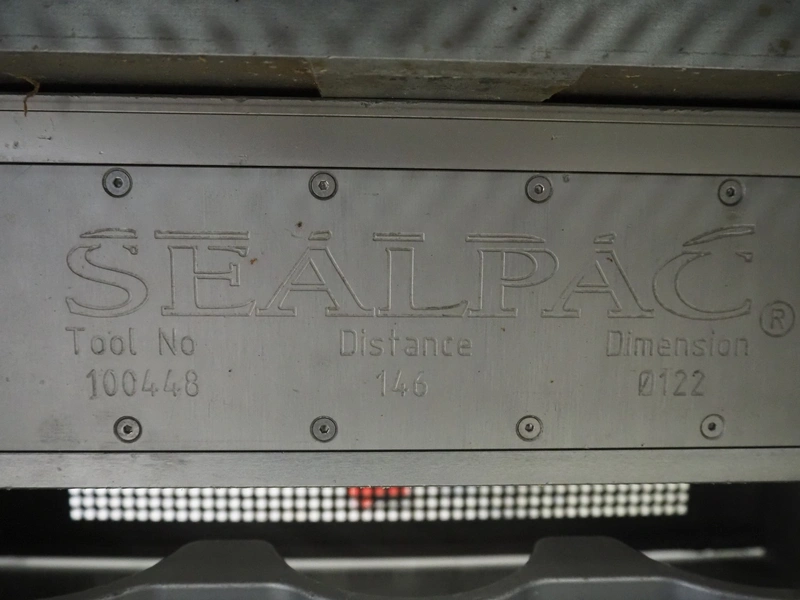 SEALPAC®
Tool No Distance Dimension
100448 146 Ø122